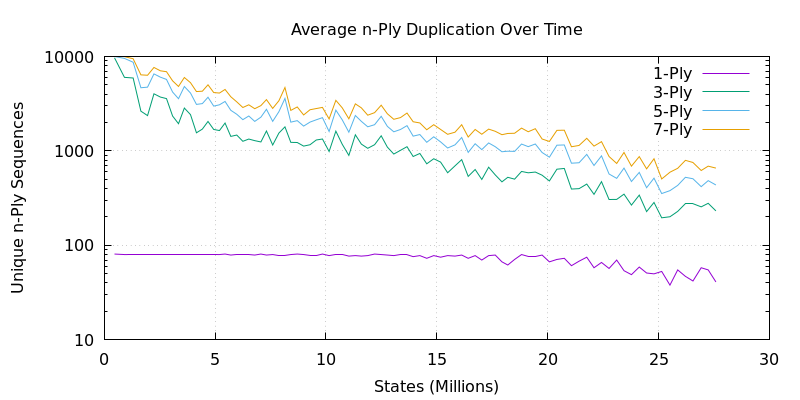 Average n-Ply Duplication Over Time
Unique n-Ply Sequences
10000
1000
100
10
1-Ply
3-Ply
5-Ply
7-Ply
0 5 10 15 20 25 30
States (Millions)